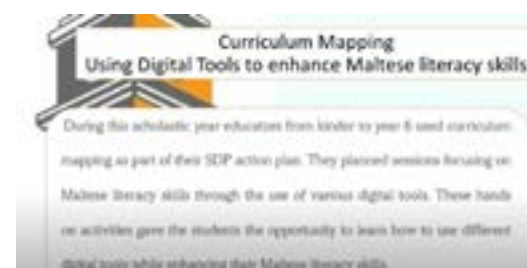 Curriculum Mapping
Using Digital Tools to enhance Maltese literacy skills
During this scholastic year educators from kinder to year 6 used curriculum
mapping as part of their SDP action plan. They planned sessions focusing on
Maltese literacy skills through the use of various digital tools. These hands
on activities gave the students the opportunity to learn how to use different
digital tools while enhancing their Maltese literacy skills.